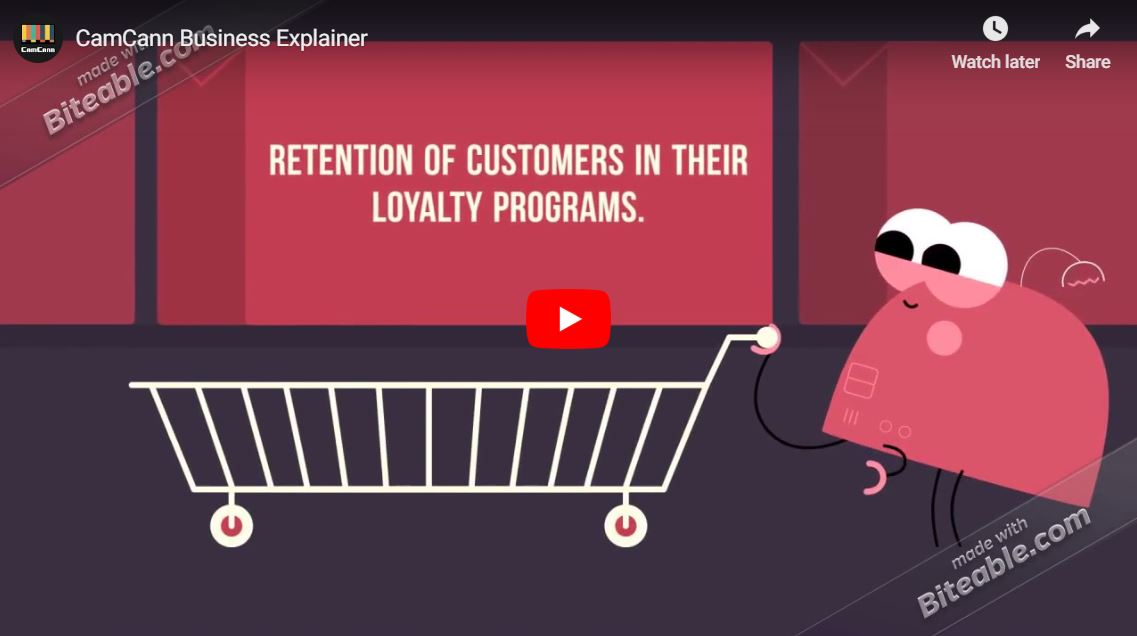 CamCann Business Explainer
CamCann
Watch later
Share
made with
Biteable.com
RETENTION OF CUSTOMERS IN THEIR
LOYALTY PROGRAMS.
made with
Biteable.com